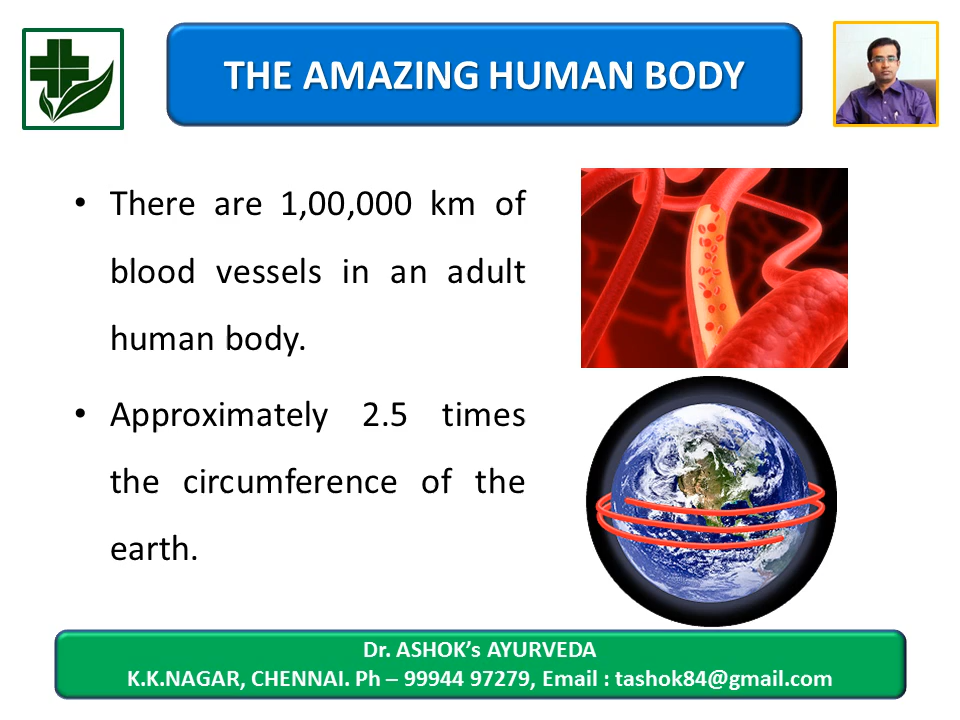 THE AMAZING HUMAN BODY
• There are 1,00,000 km of
blood vessels in an adult
human body.
• Approximately 2.5 times
the circumference of the
earth.
Dr. ASHOK’s AYURVEDA
K.K.NAGAR, CHENNAI. Ph – 99944 97279, Email : tashok84@gmail.com